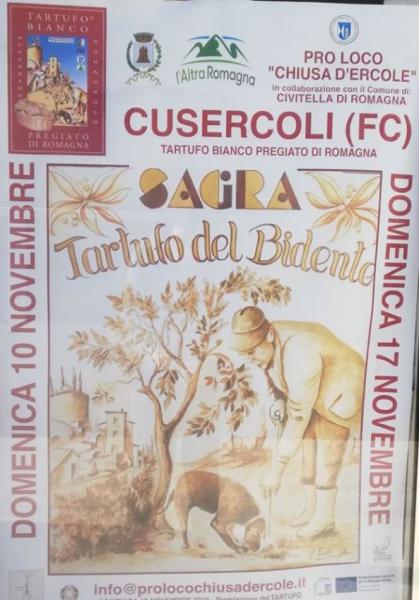 TARTUFO
BIANCO
PREGIATO
DI ROMAGNA
l'Altra Romagna
PRO LOCO
"CHIUSA D'ERCOLE"
in collaborazione con il Comune di:
CIVITELLA DI ROMAGNA
CUSERCOLI (FC)
TARTUFO BIANCO PREGIATO DI ROMAGNA
DOMENICA 10 NOVEMBRE
SAGRA
Tartufo del Bidente
DOMENICA 17 NOVEMBRE
info@prolocochiusadercole.it